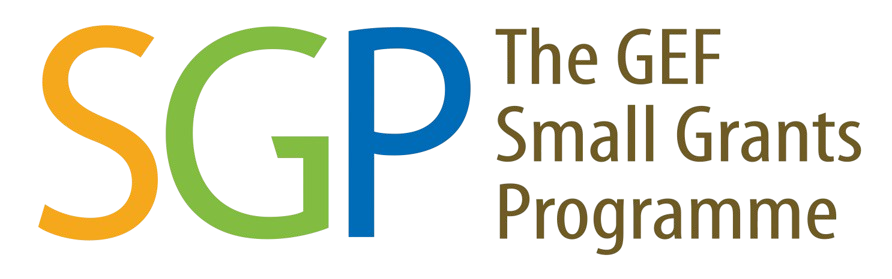 SGP
The GEF
Small Grants
Programme